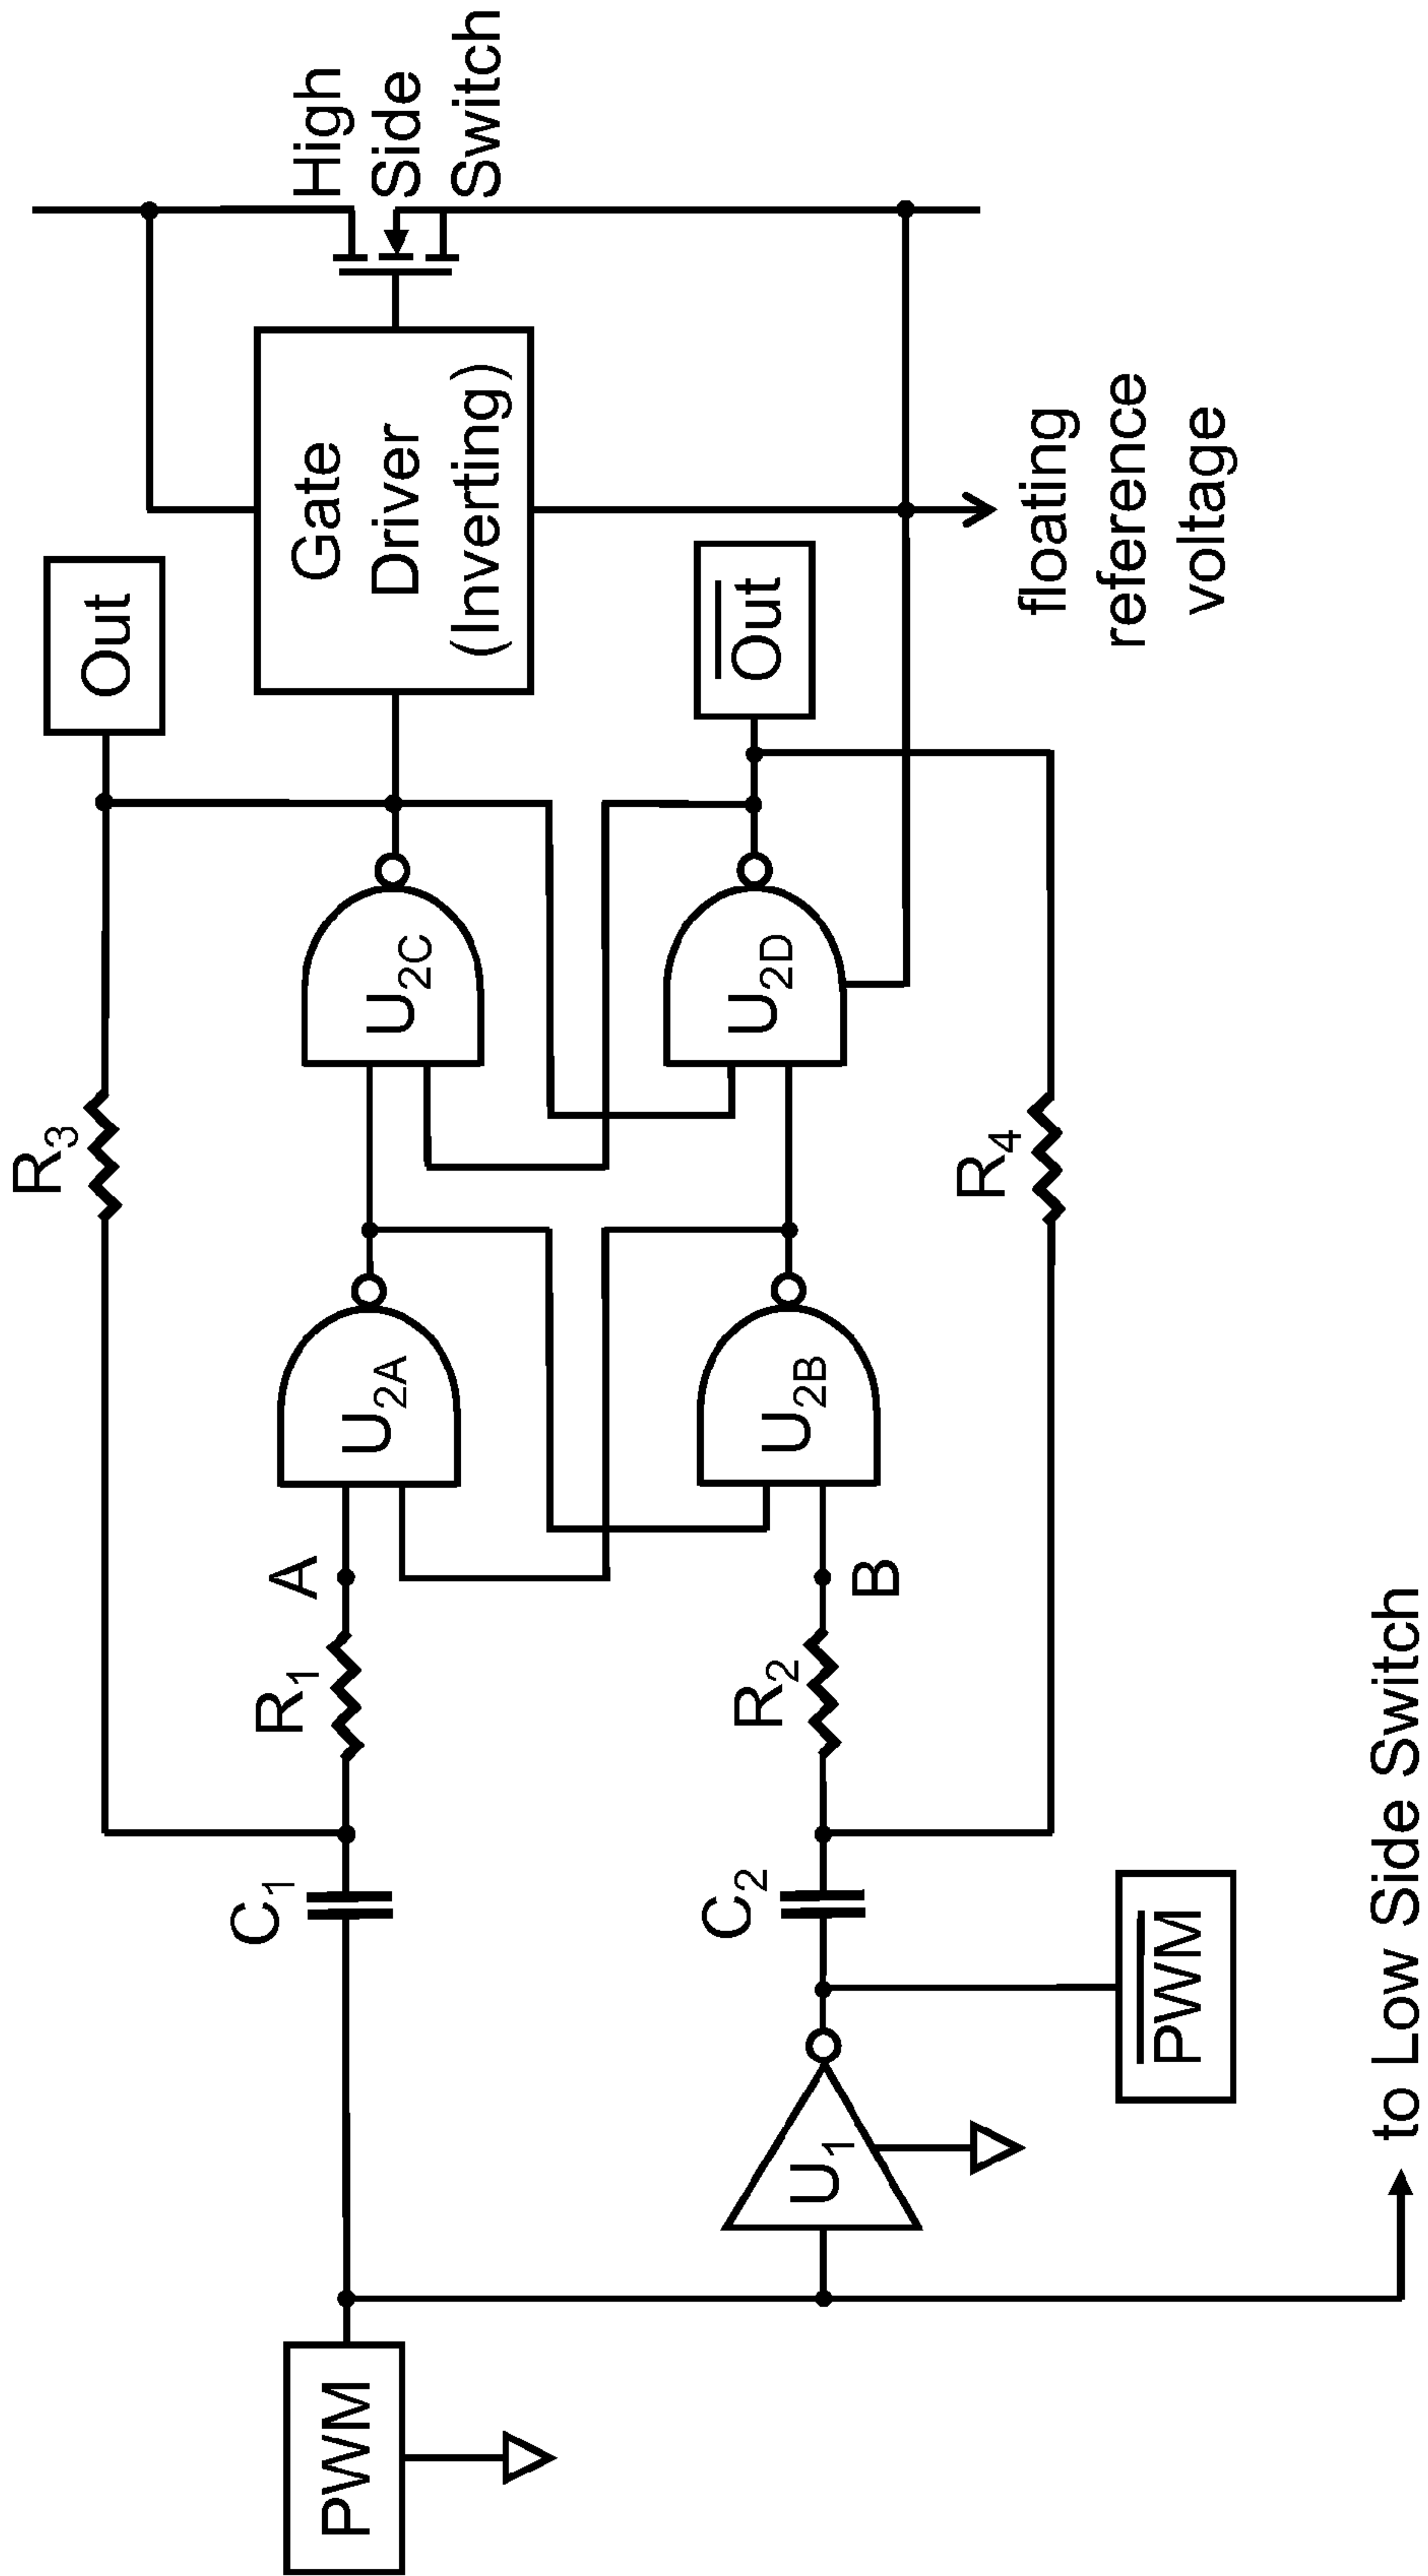 PWM
C1
R1
A
R3
U2A
U2C
Out
Gate
Driver
(Inverting)
High
Side
Switch
U1
C2
R2
B
U2B
U2D
Out
PWM
R4
floating
reference
voltage
to Low Side Switch